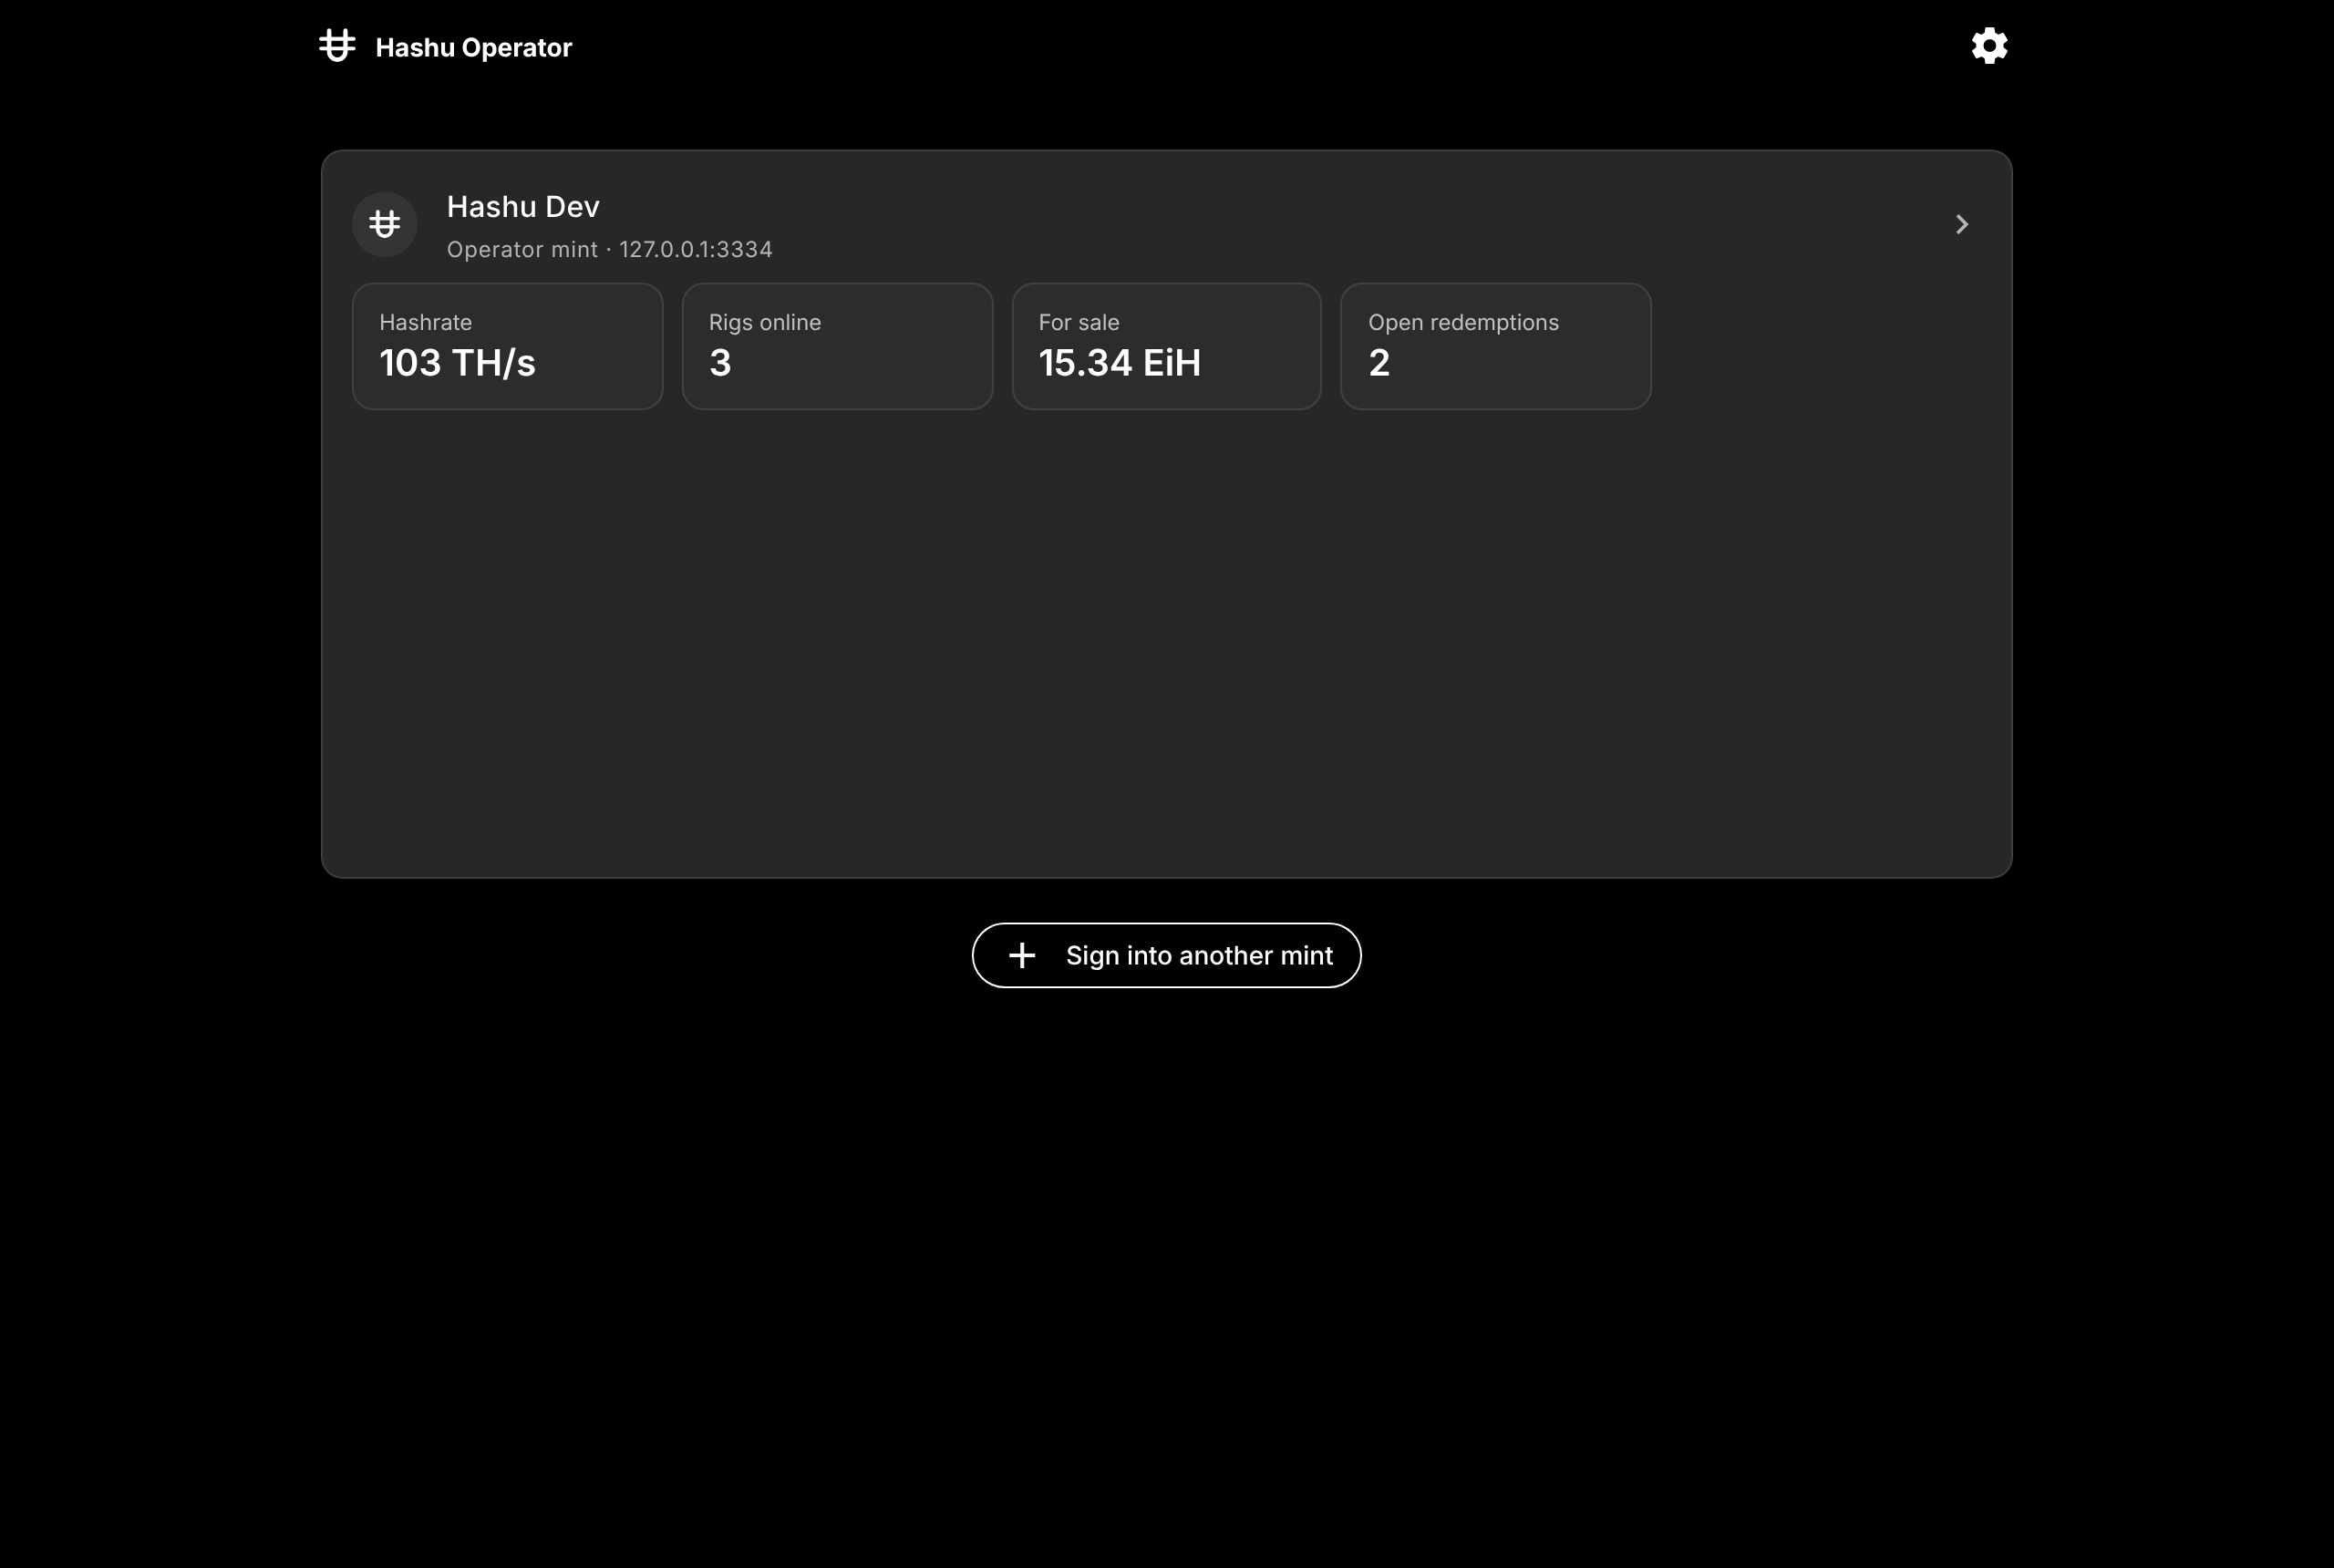 Hashu Operator
Hashu Dev
Operator mint · 127.0.0.1:3334
Hashrate
103 TH/s
Rigs online
3
For sale
15.34 EiH
Open redemptions
2
Sign into another mint